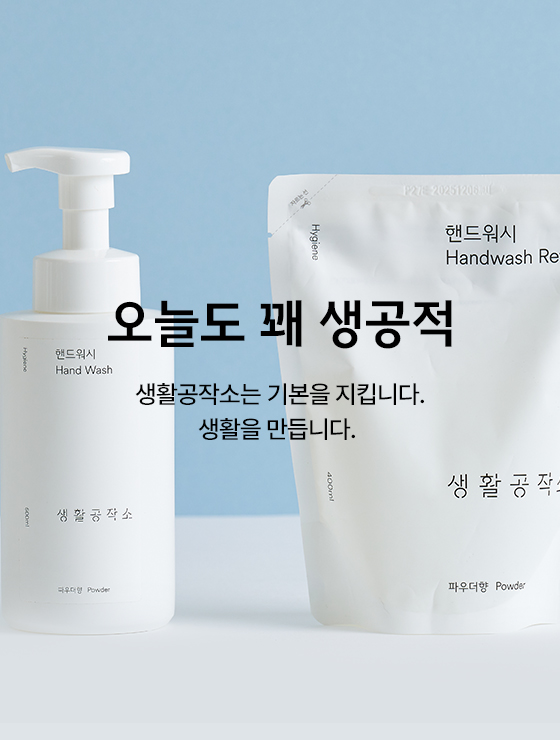 오늘도 꽤 생공적
생활공작소는 기본을 지킵니다.
생활을 만듭니다.
Hygiene
핸드워시
Hand Wash
500ml
생활공작소
파우더향 Powder
Hygiene
핸드워시
Handwash Re
400ml
생활공작소
파우더향 Powder